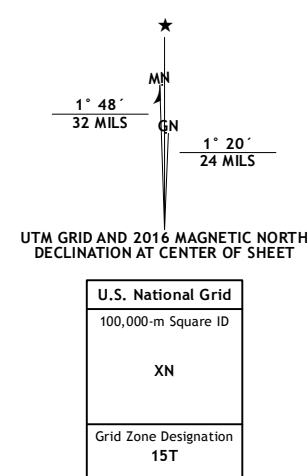 MN
1° 48´
32 MILS
GN
1° 20´
24 MILS
UTM GRID AND 2016 MAGNETIC NORTH
DECLINATION AT CENTER OF SHEET
U.S. National Grid
100,000-m Square ID
XN
Grid Zone Designation
15T